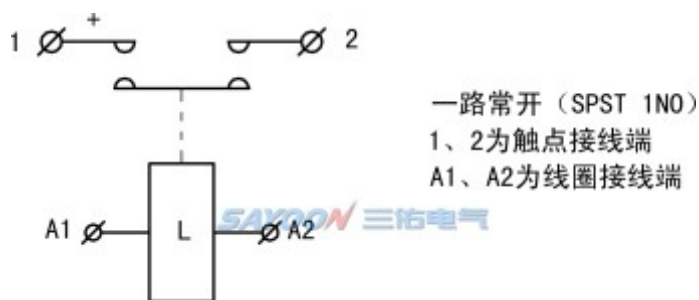 1 + 2
一路常开（SPST 1NO）
1、2为触点接线端
A1、A2为线圈接线端
A1 L A2
SAYOON 三佑电气